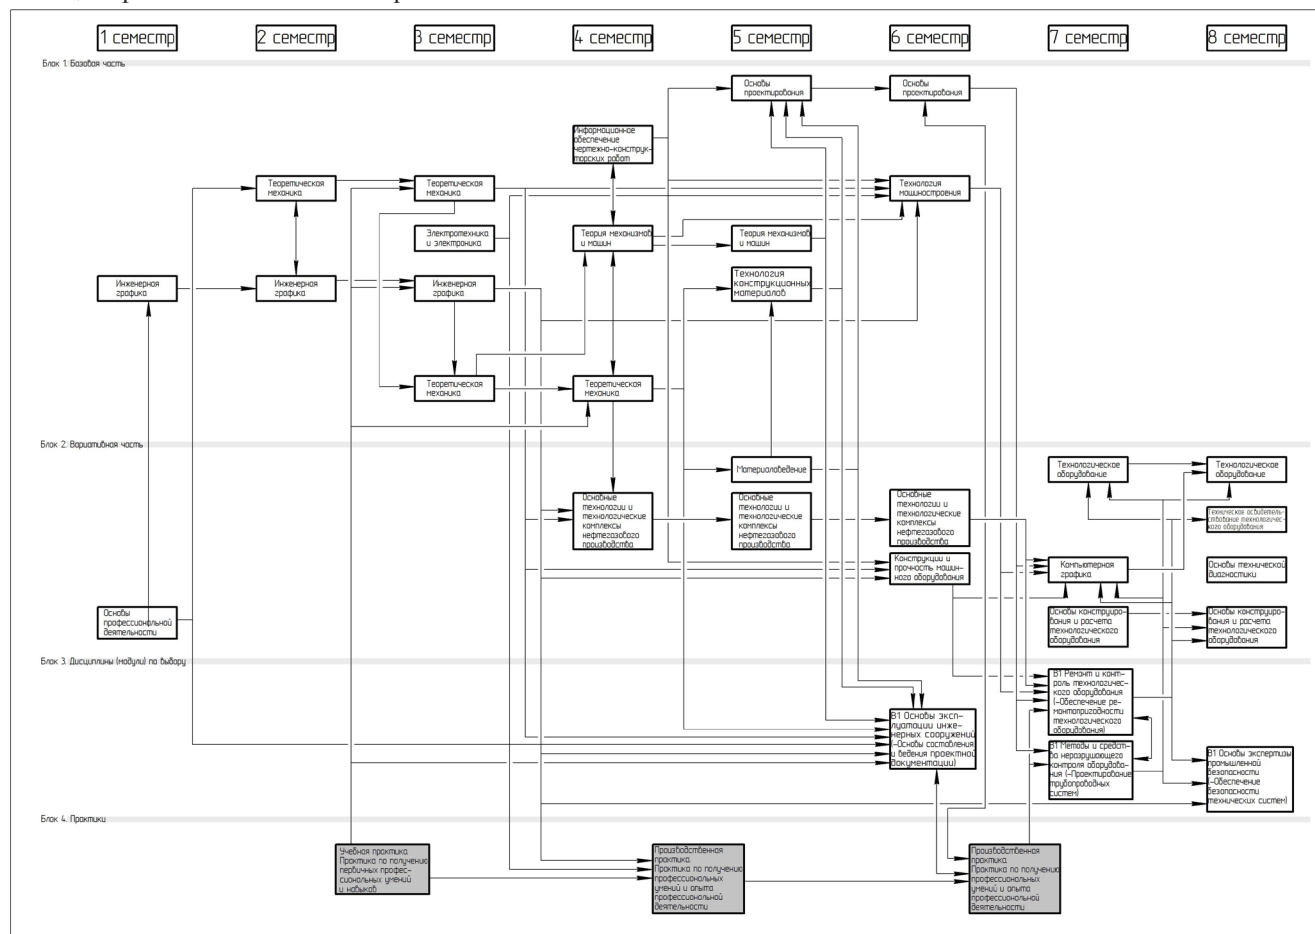 1 семестр
2 семестр
3 семестр
4 семестр
5 семестр
6 семестр
7 семестр
8 семестр
Блок 1. Базовая часть
Основы
проектирования
Основы
проектирования
Информационное
обеспечение
чертежно-конструк-
торских работ
Теоретическая
механика
Теоретическая
механика
Технология
машиностроения
Электротехника
и электроника
Теория механизмов
и машин
Теория механизмов
и машин
Инженерная
графика
Инженерная
графика
Инженерная
графика
Технология
конструкционных
материалов
Теоретическая
механика
Теоретическая
механика
Блок 2. Вариативная часть
Материаловедение
Технологическое
оборудование
Технологическое
оборудование
Основные
технологии и
технологические
комплексы
нефтегазового
производства
Основные
технологии и
технологические
комплексы
нефтегазового
производства
Основные
технологии и
технологические
комплексы
нефтегазового
производства
Техническое освидетель-
ствование технологичес-
кого оборудования
Конструкции и
прочность машин-
ного оборудования
Компьютерная
графика
Основы технической
диагностики
Основы
профессиональной
деятельности
Основы конструиро-
вания и расчета
технологического
оборудования
Основы конструиро-
вания и расчета
технологического
оборудования
Блок 3. Дисциплины (модули) по выбору
В1 Ремонт и конт-
роль технологичес-
кого оборудования
(-Обеспечение ре-
монтопригодности
технологического
оборудования)
В1 Основы экс-
плуатации инже-
нерных сооружений
(-Основы составления
и ведения проектной
документации)
В1 Методы и средст-
ва неразрушающего
контроля оборудова-
ния (-Проектирование
трубопроводных
систем)
В1 Основы экспертизы
промышленной
безопасности
(-Обеспечение
безопасности
технических систем)
Блок 4. Практики
Учебная практика.
Практика по получению
первичных профес-
сиональных умений
и навыков
Производственная
практика.
Практика по получению
профессиональных
умений и опыта
профессиональной
деятельности
Производственная
практика.
Практика по получению
профессиональных
умений и опыта
профессиональной
деятельности